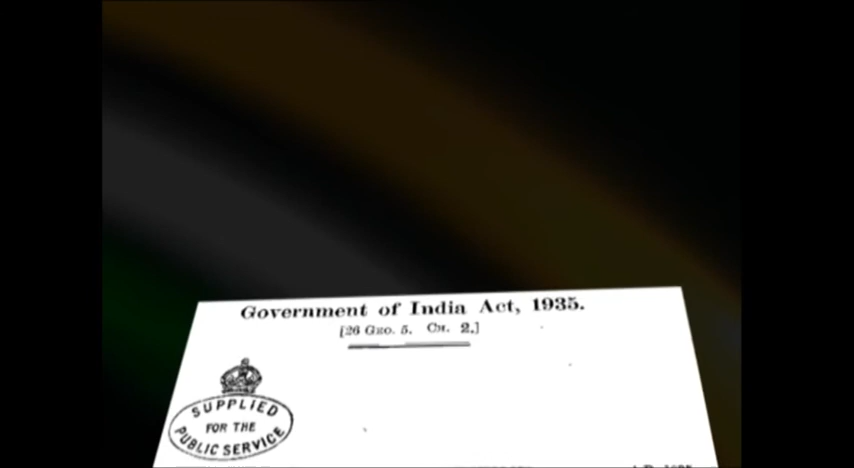 Government of India Act, 1935.
[26 GEO. 5. CH. 2.]
SUPPLIED
FOR THE
PUBLIC SERVICE